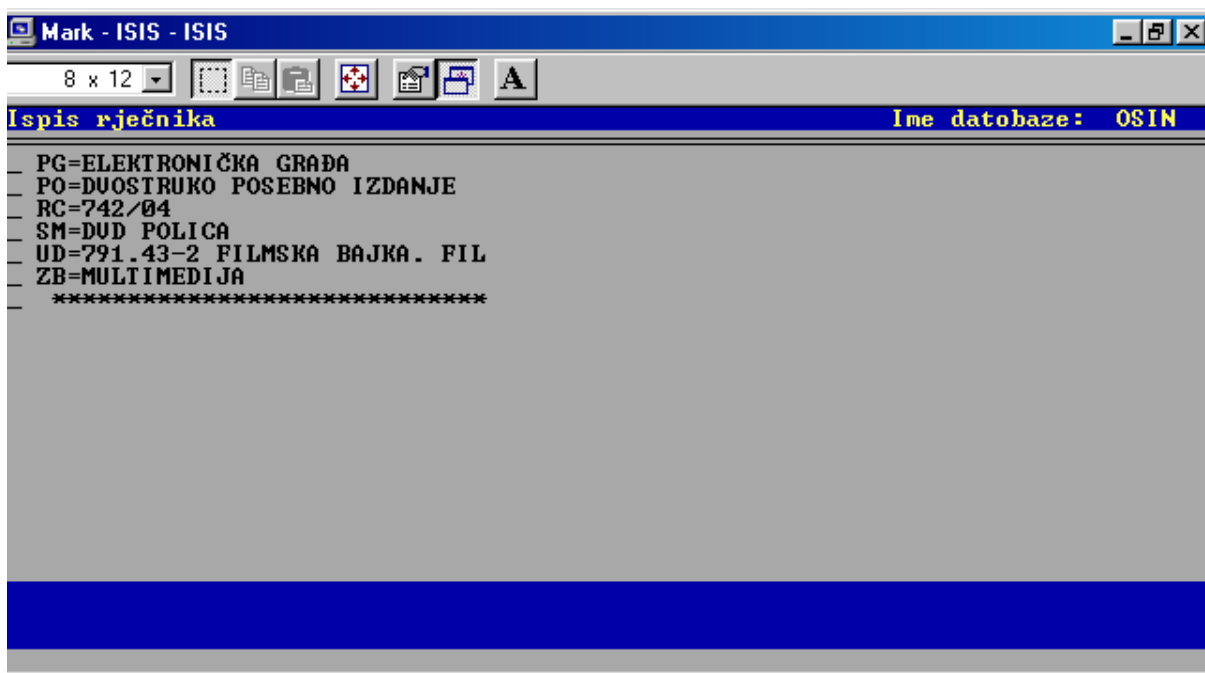 Mark - ISIS - ISIS
8 x 12
A
Ispis rječnika Ime datobaze: OSIN
_ PG=ELEKTRONIČKA GRAĐA
_ PO=DVOSTRUKO POSEBNO IZDANJE
_ RC=742/04
_ SM=DVD POLICA
_ UD=791.43-2 FILMSKA BAJKA. FIL
_ ZB=MULTIMEDIJA
_ *****************************